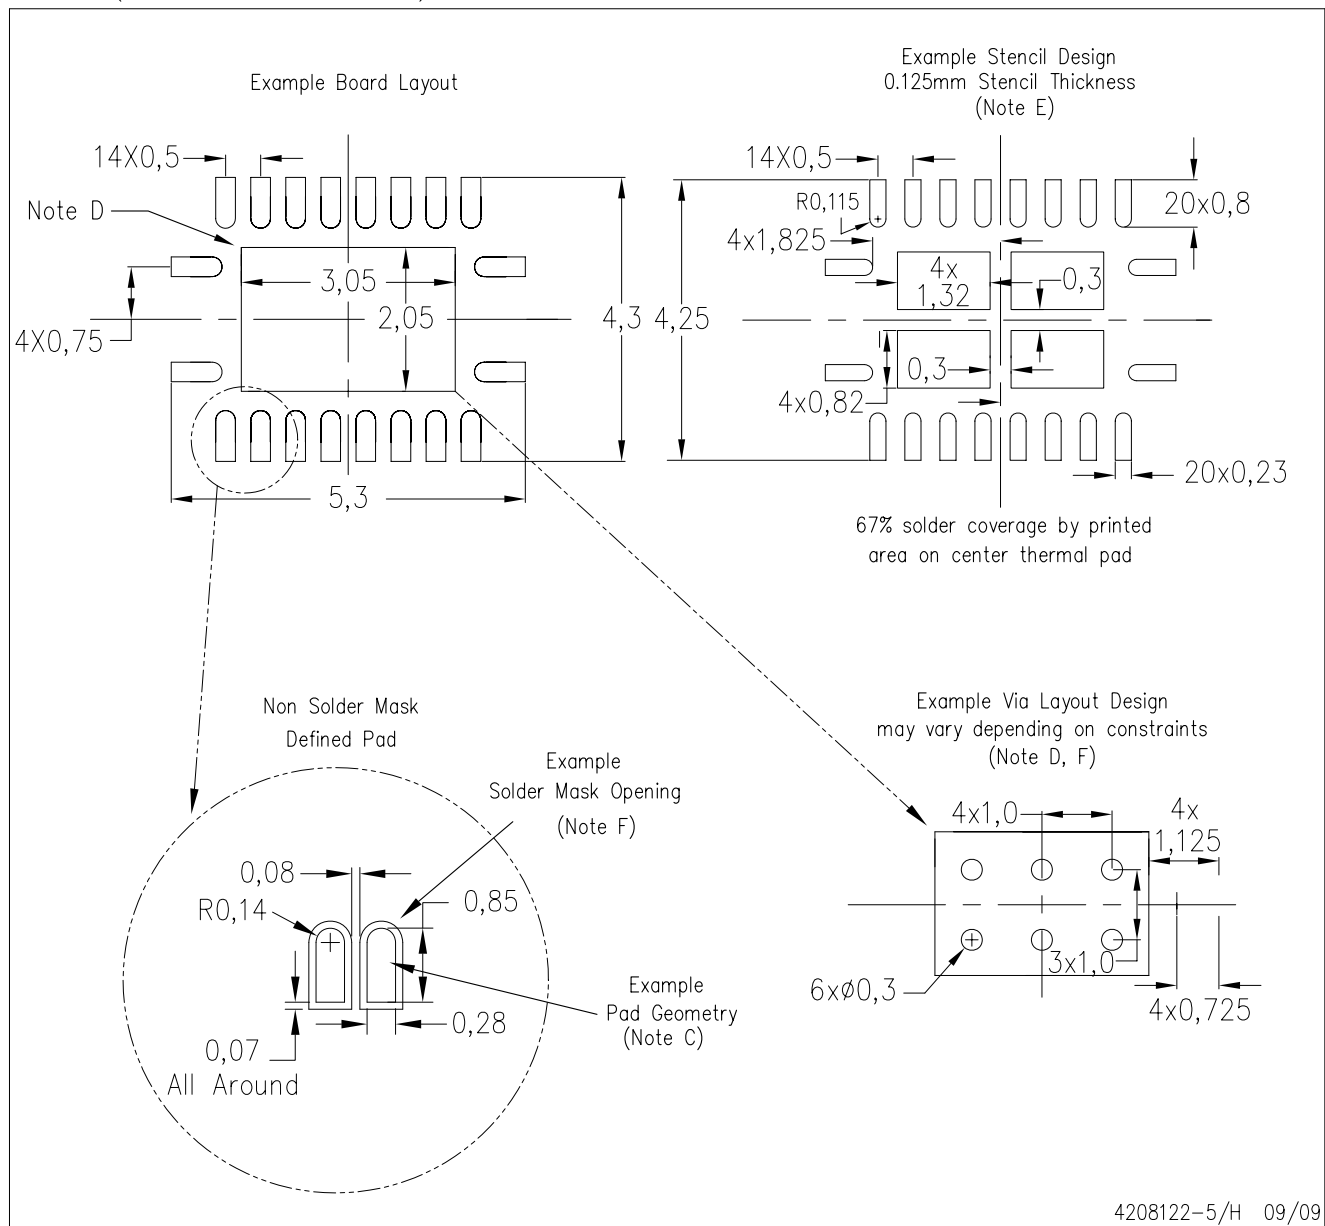 Example Board Layout
Example Stencil Design
0.125mm Stencil Thickness
(Note E)
14X0,5
Note D
3,05
2,05
4X0,75
4,3
5,3
14X0,5
R0,115
4x1,825
4x
1,32
0,3
20x0,8
4,25
0,3
4x0,82
20x0,23
67% solder coverage by printed
area on center thermal pad
Non Solder Mask
Defined Pad
Example
Solder Mask Opening
(Note F)
0,08
R0,14
0,85
0,28
0,07
All Around
Example
Pad Geometry
(Note C)
Example Via Layout Design
may vary depending on constraints
(Note D, F)
4x1,0
4x
1,125
3x1,0
6xø0,3
4x0,725
4208122-5/H 09/09